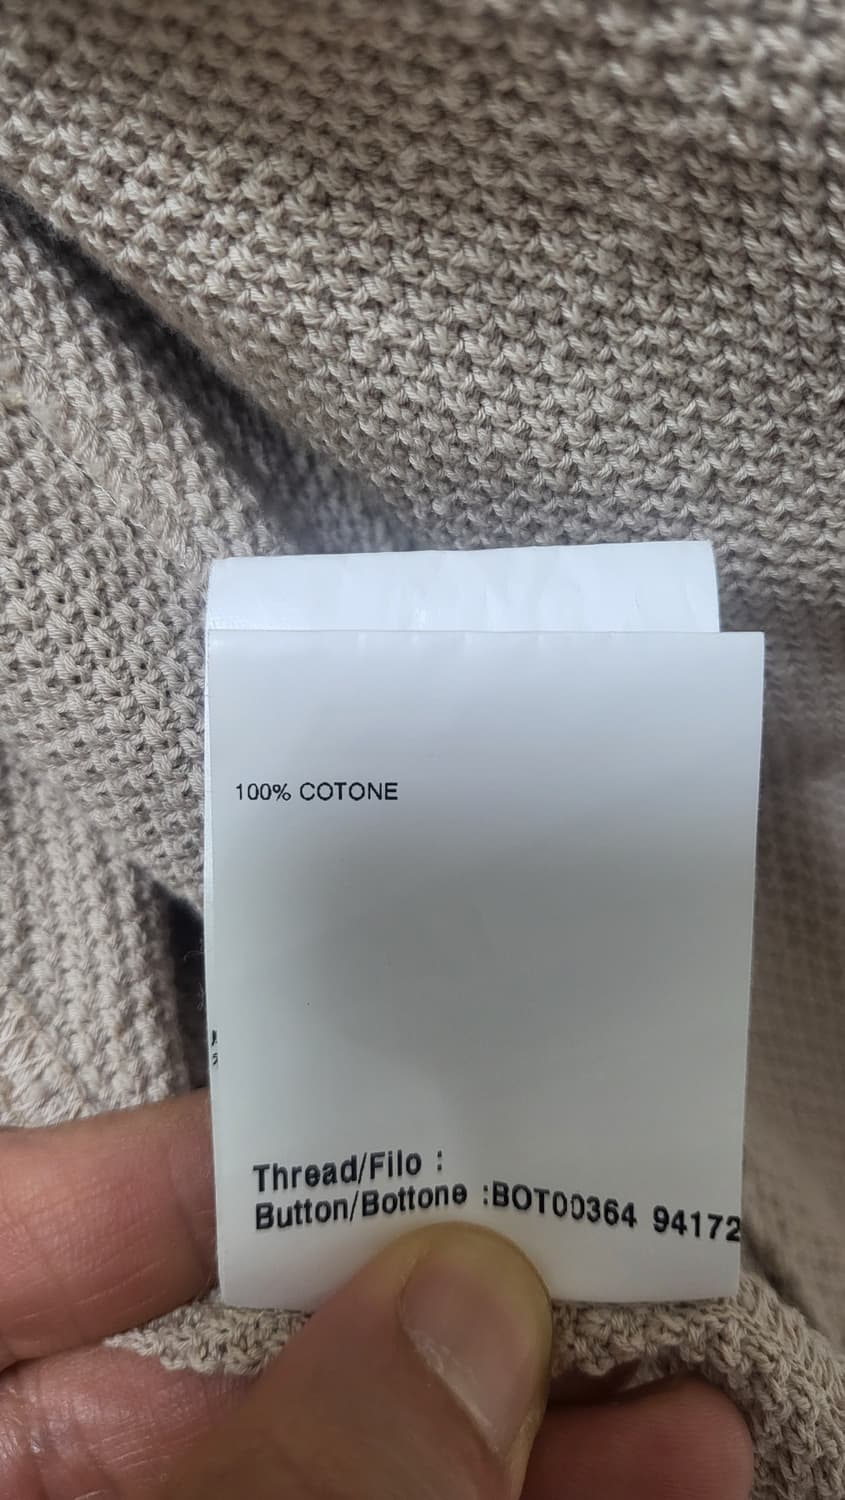 100% COTONE
Thread/Filo :
Button/Bottone :BOT00364 94172